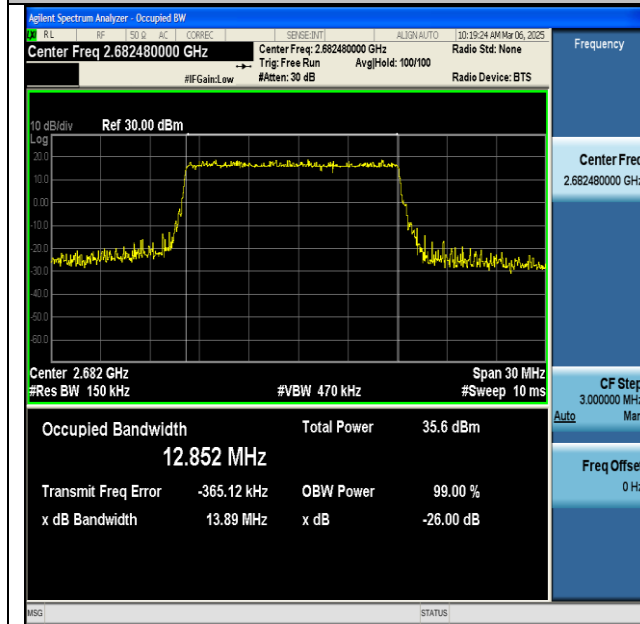 Agilent Spectrum Analyzer - Occupied BW
RL RF 50 Ω AC CORREC SENSE:INT ALIGN AUTO 10:19:24 AM Mar 06, 2025
Center Freq 2.682480000 GHz
Center Freq: 2.682480000 GHz Radio Std: None
Trig: Free Run Avg|Hold: 100/100
#IFGain:Low #Atten: 30 dB Radio Device: BTS
10 dB/div Ref 30.00 dBm
Log
20.0
10.0
0.00
-10.0
-20.0
-30.0
-40.0
-50.0
-60.0
Center 2.682 GHz Span 30 MHz
#Res BW 150 kHz #VBW 470 kHz #Sweep 10 ms
Occupied Bandwidth Total Power 35.6 dBm
12.852 MHz
Transmit Freq Error -365.12 kHz OBW Power 99.00 %
x dB Bandwidth 13.89 MHz x dB -26.00 dB
MSG STATUS
Frequency
Center Freq
2.682480000 GHz
CF Step
3.000000 MHz
Auto Man
Freq Offset
0 Hz